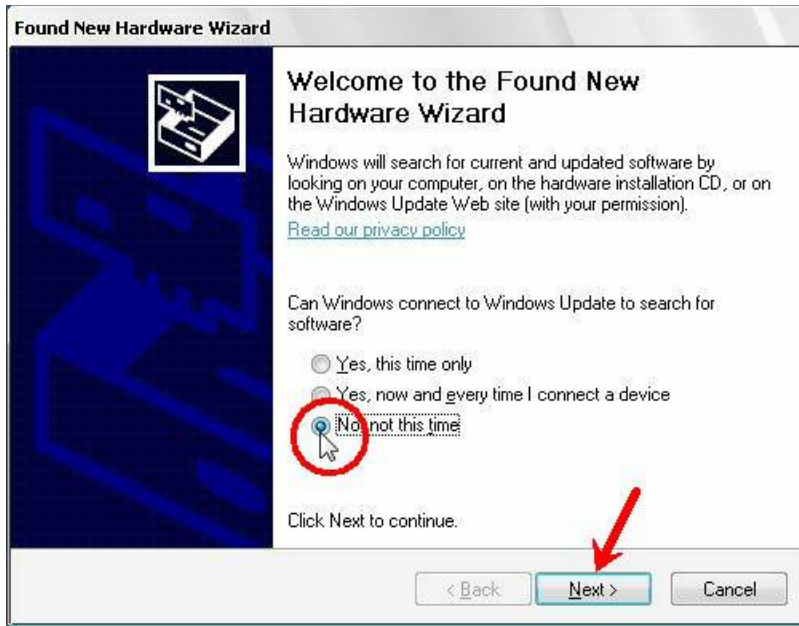 Found New Hardware Wizard
Welcome to the Found New
Hardware Wizard
Windows will search for current and updated software by
looking on your computer, on the hardware installation CD, or on
the Windows Update Web site (with your permission).
Read our privacy policy
Can Windows connect to Windows Update to search for
software?
Yes, this time only
Yes, now and every time I connect a device
No, not this time
Click Next to continue.
< Back
Next >
Cancel